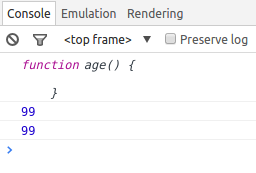 Console Emulation Rendering
<top frame> ▼ Preserve log
function age() {
}
99
99
>